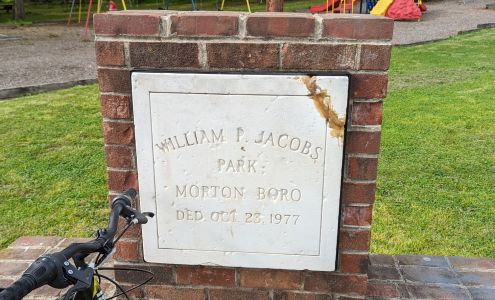 WILLIAM P. JACOBS
PARK
MORTON BORO
DED OCT. 23, 1977